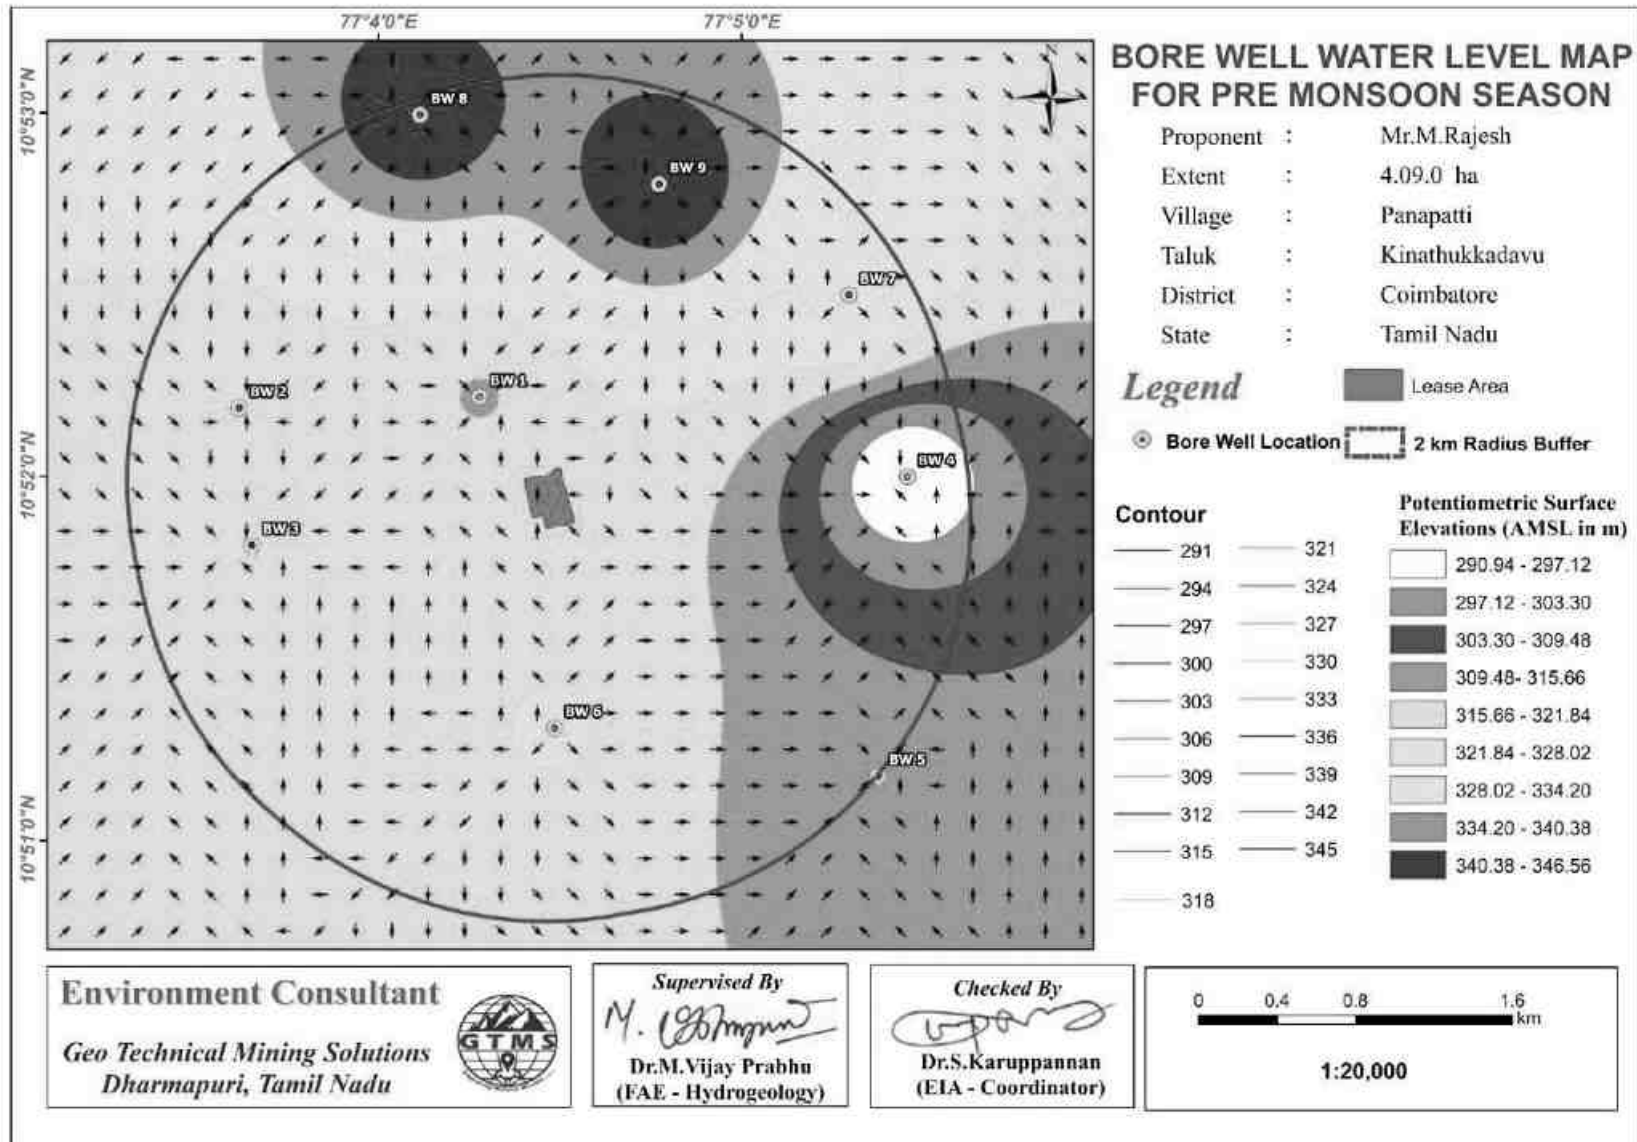 77°4'0"E
77°5'0"E
10°53'0"N
10°52'0"N
10°51'0"N
N
BW 8
BW 9
BW 7
BW 1
BW 2
BW 4
BW 3
BW 6
BW 5
BORE WELL WATER LEVEL MAP
FOR PRE MONSOON SEASON
Proponent : Mr.M.Rajesh
Extent : 4.09.0 ha
Village : Panapatti
Taluk : Kinathukkadavu
District : Coimbatore
State : Tamil Nadu
Legend
Lease Area
Bore Well Location
2 km Radius Buffer
Contour
291
294
297
300
303
306
309
312
315
318
321
324
327
330
333
336
339
342
345
Potentiometric Surface
Elevations (AMSL in m)
290.94 - 297.12
297.12 - 303.30
303.30 - 309.48
309.48- 315.66
315.66 - 321.84
321.84 - 328.02
328.02 - 334.20
334.20 - 340.38
340.38 - 346.56
Environment Consultant
Geo Technical Mining Solutions
Dharmapuri, Tamil Nadu
GTMS
Supervised By
Dr.M.Vijay Prabhu
(FAE - Hydrogeology)
Checked By
Dr.S.Karuppannan
(EIA - Coordinator)
0 0.4 0.8 1.6
km
1:20,000